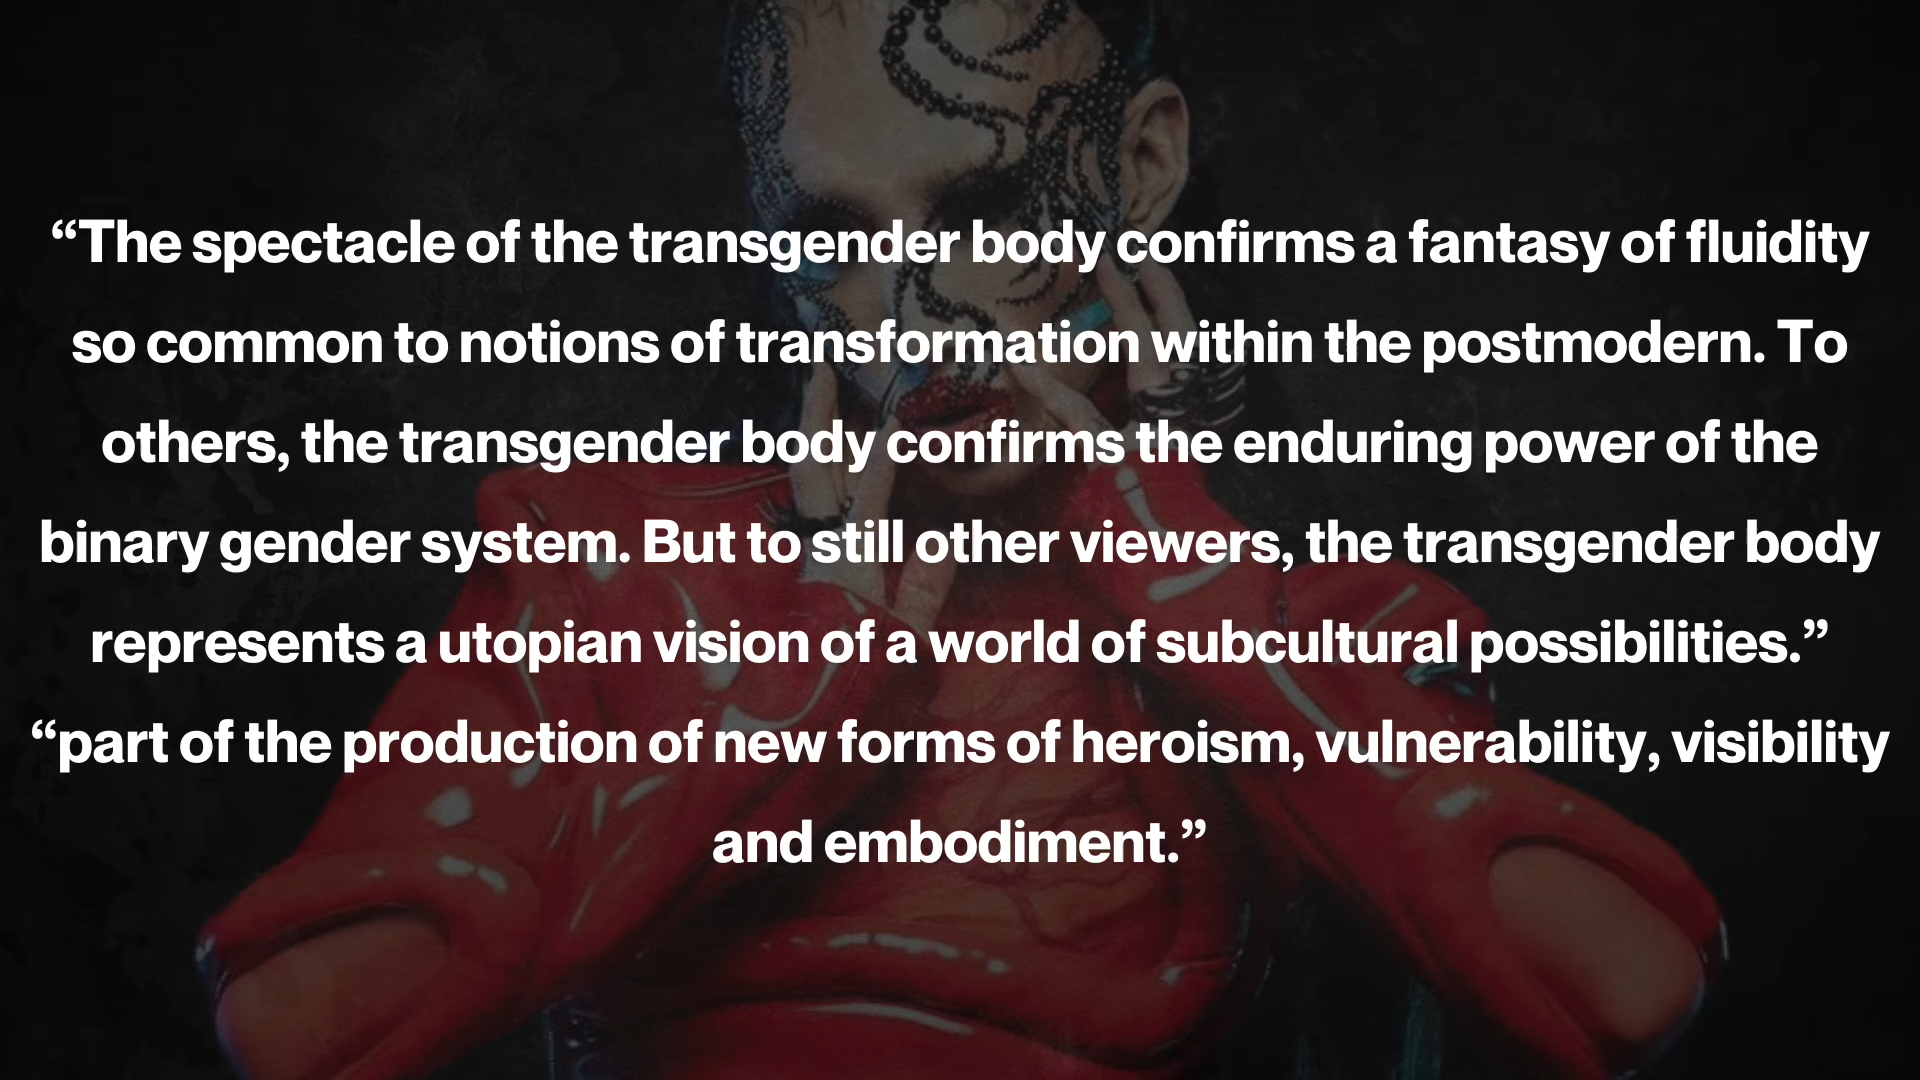 “The spectacle of the transgender body confirms a fantasy of fluidity
so common to notions of transformation within the postmodern. To
others, the transgender body confirms the enduring power of the
binary gender system. But to still other viewers, the transgender body
represents a utopian vision of a world of subcultural possibilities.”
“part of the production of new forms of heroism, vulnerability, visibility
and embodiment.”